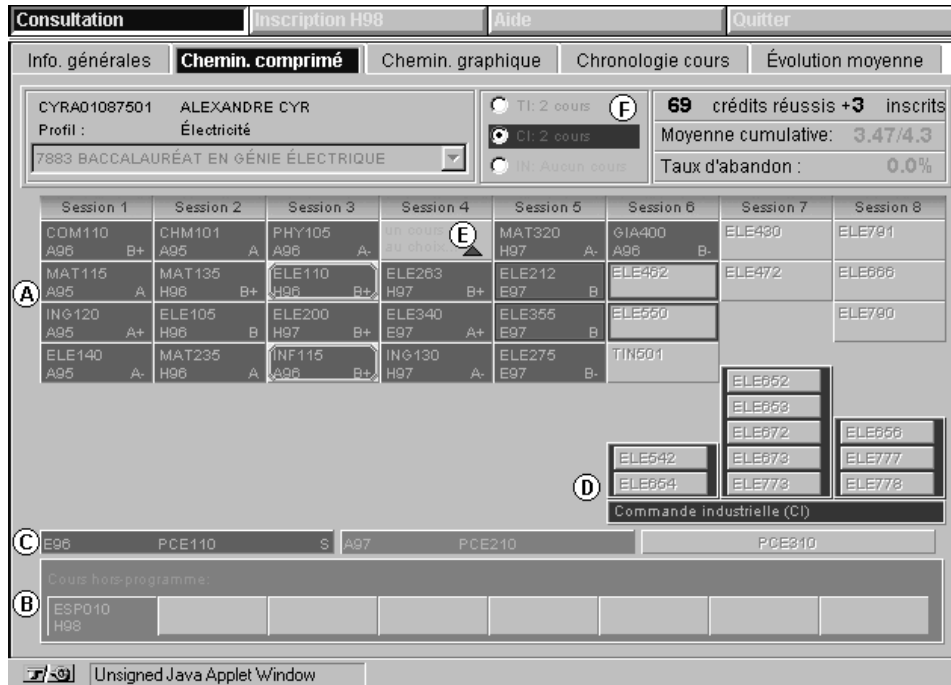 Consultation Inscription H98 Aide Quitter
Info. générales Chemin. comprimé Chemin. graphique Chronologie cours Évolution moyenne
CYRA01087501 ALEXANDRE CYR
Profil : Électricité
7883 BACCALAURÉAT EN GÉNIE ÉLECTRIQUE
TI: 2 cours
CI: 2 cours
IN: Aucun cours
F
69 crédits réussis +3 inscrits
Moyenne cumulative: 3.47/4.3
Taux d'abandon : 0.0%
Session 1 Session 2 Session 3 Session 4 Session 5 Session 6 Session 7 Session 8
COM110 CHM101 PHY105 un cours E MAT320 GIA400 ELE430 ELE791
A96 B+ A95 A A96 A- au choix H97 A- A96 B-
A MAT115 MAT135 ELE110 ELE263 ELE212 ELE462 ELE472 ELE666
A95 A H96 B+ H96 B+ H97 B+ E97 B
ING120 ELE105 ELE200 ELE340 ELE355 ELE550 ELE790
A95 A+ H96 B H97 B+ E97 A+ E97 B
ELE140 MAT235 INF115 ING130 ELE275 TIN501
A95 A- H96 A A96 B+ H97 A- E97 B-
ELE652
ELE653
ELE672 ELE656
ELE542 ELE673 ELE777
D ELE654 ELE773 ELE778
Commande industrielle (CI)
C E96 PCE110 S A97 PCE210 PCE310
Cours hors-programme:
B ESP010
H98
Unsigned Java Applet Window